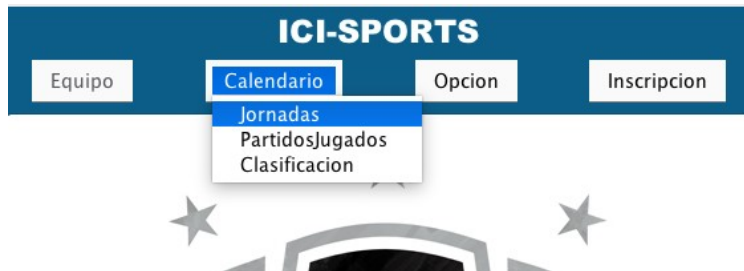 ICI-SPORTS
Equipo Calendario Opcion Inscripcion
Jornadas
PartidosJugados
Clasificacion